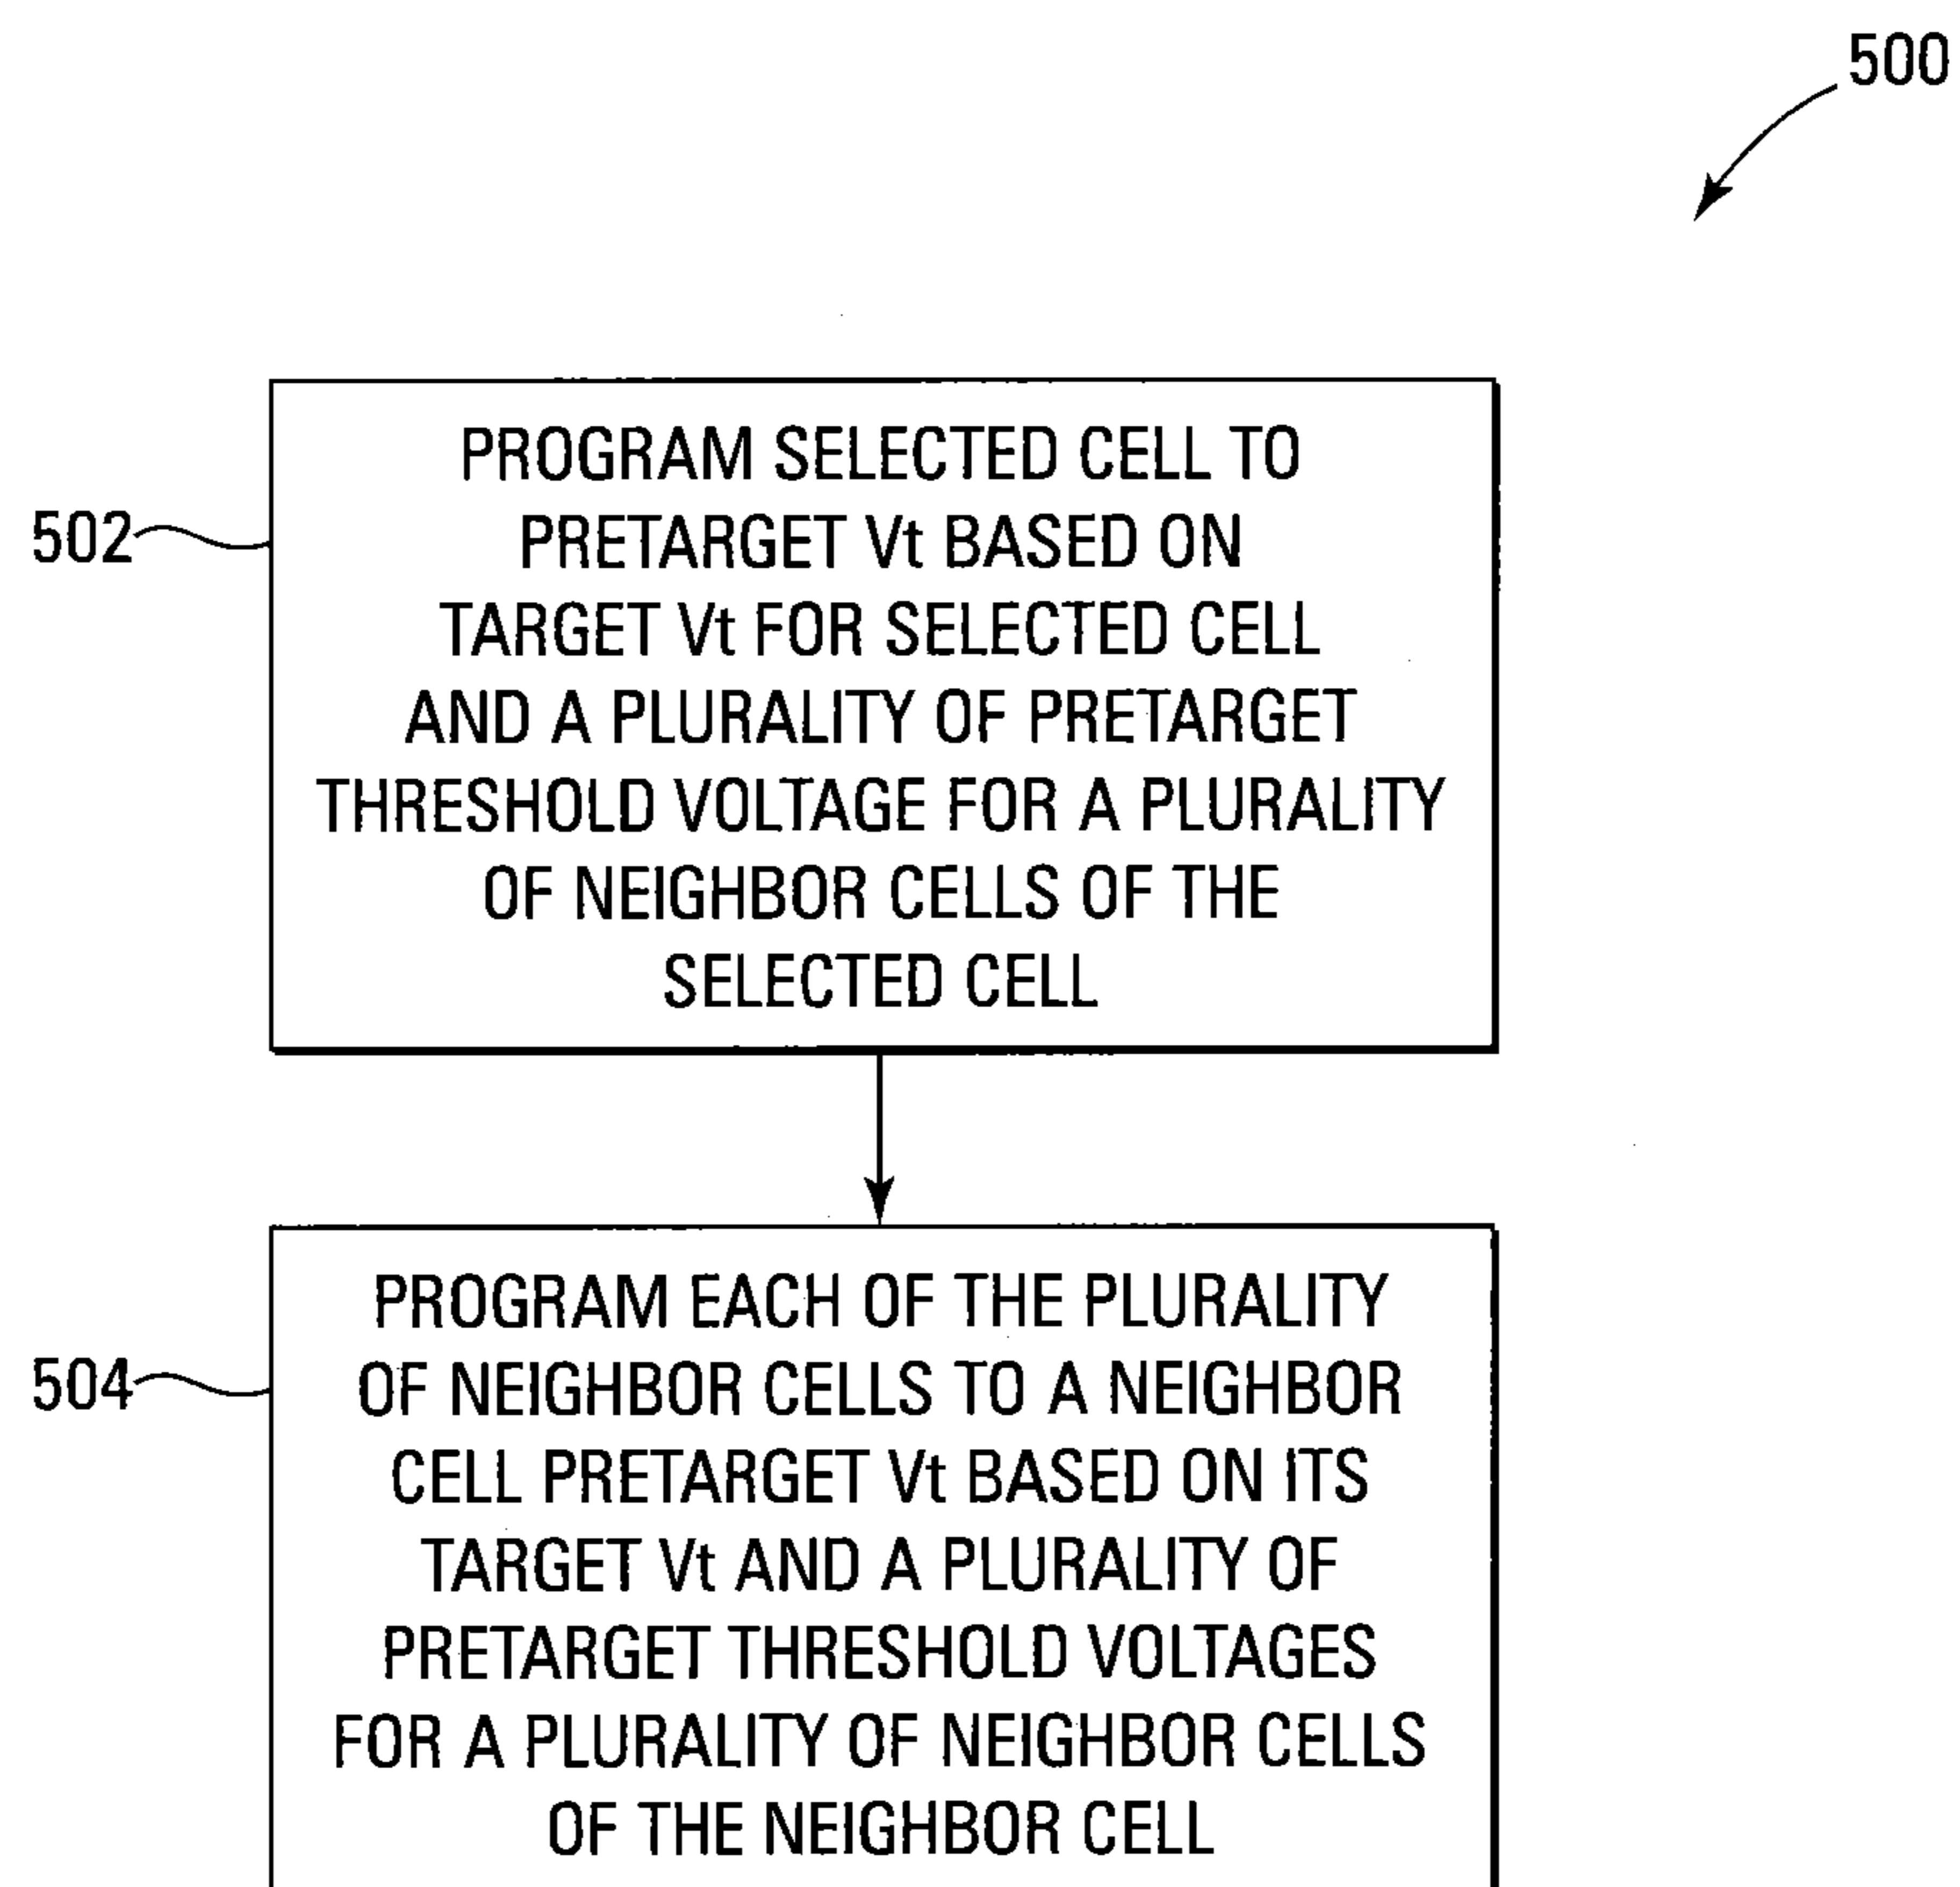 500
502
PROGRAM SELECTED CELL TO
PRETARGET Vt BASED ON
TARGET Vt FOR SELECTED CELL
AND A PLURALITY OF PRETARGET
THRESHOLD VOLTAGE FOR A PLURALITY
OF NEIGHBOR CELLS OF THE
SELECTED CELL
504
PROGRAM EACH OF THE PLURALITY
OF NEIGHBOR CELLS TO A NEIGHBOR
CELL PRETARGET Vt BASED ON ITS
TARGET Vt AND A PLURALITY OF
PRETARGET THRESHOLD VOLTAGES
FOR A PLURALITY OF NEIGHBOR CELLS
OF THE NEIGHBOR CELL